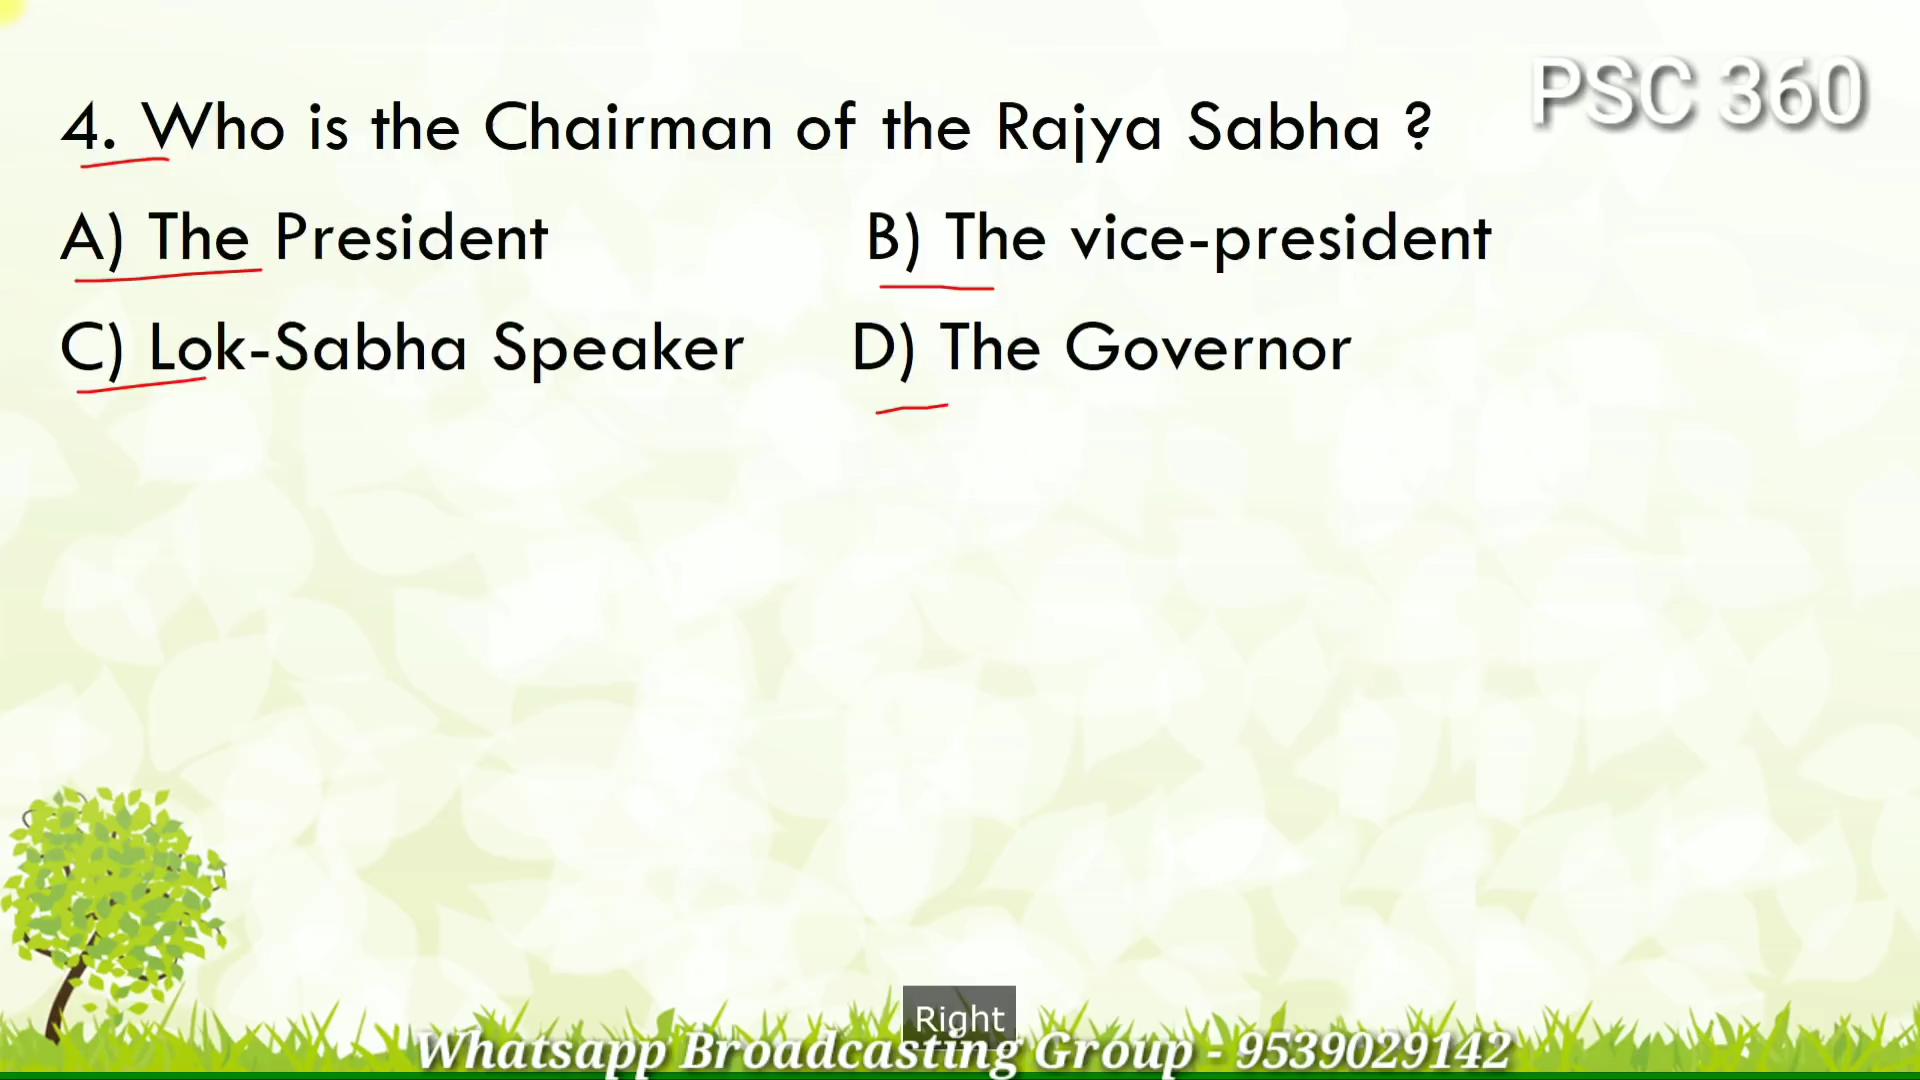 PSC 360
4. Who is the Chairman of the Rajya Sabha ?
A) The President B) The vice-president
C) Lok-Sabha Speaker D) The Governor
Right
Whatsapp Broadcasting Group - 9539029142